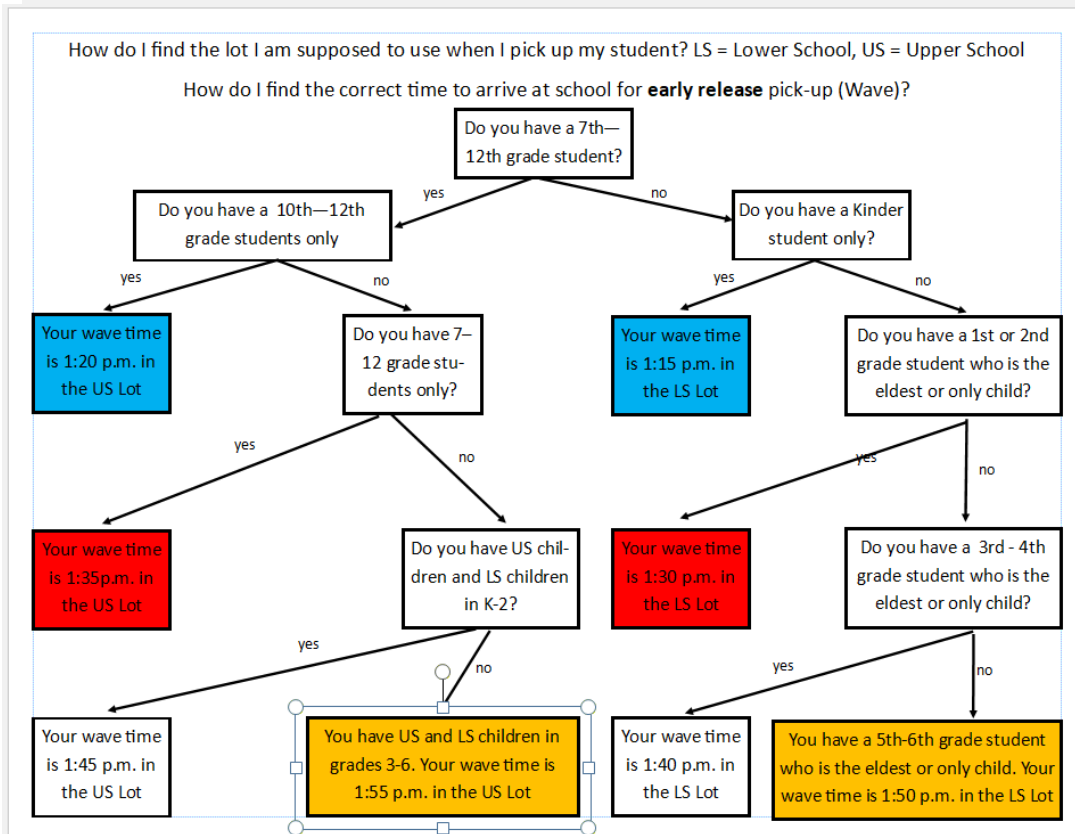 How do I find the lot I am supposed to use when I pick up my student? LS = Lower School, US = Upper School
How do I find the correct time to arrive at school for early release pick-up (Wave)?
Do you have a 7th—
12th grade student?
yes
no
Do you have a 10th—12th
grade students only
Do you have a Kinder
student only?
yes
no
yes
no
Your wave time
is 1:20 p.m. in
the US Lot
Do you have 7–
12 grade stu-
dents only?
Your wave time
is 1:15 p.m. in
the LS Lot
Do you have a 1st or 2nd
grade student who is the
eldest or only child?
yes
no
yes
no
Your wave time
is 1:35p.m. in
the US Lot
Do you have US chil-
dren and LS children
in K-2?
Your wave time
is 1:30 p.m. in
the LS Lot
Do you have a 3rd - 4th
grade student who is the
eldest or only child?
yes
no
yes
no
Your wave time
is 1:45 p.m. in
the US Lot
You have US and LS children in
grades 3-6. Your wave time is
1:55 p.m. in the US Lot
Your wave time
is 1:40 p.m. in
the LS Lot
You have a 5th-6th grade student
who is the eldest or only child. Your
wave time is 1:50 p.m. in the LS Lot